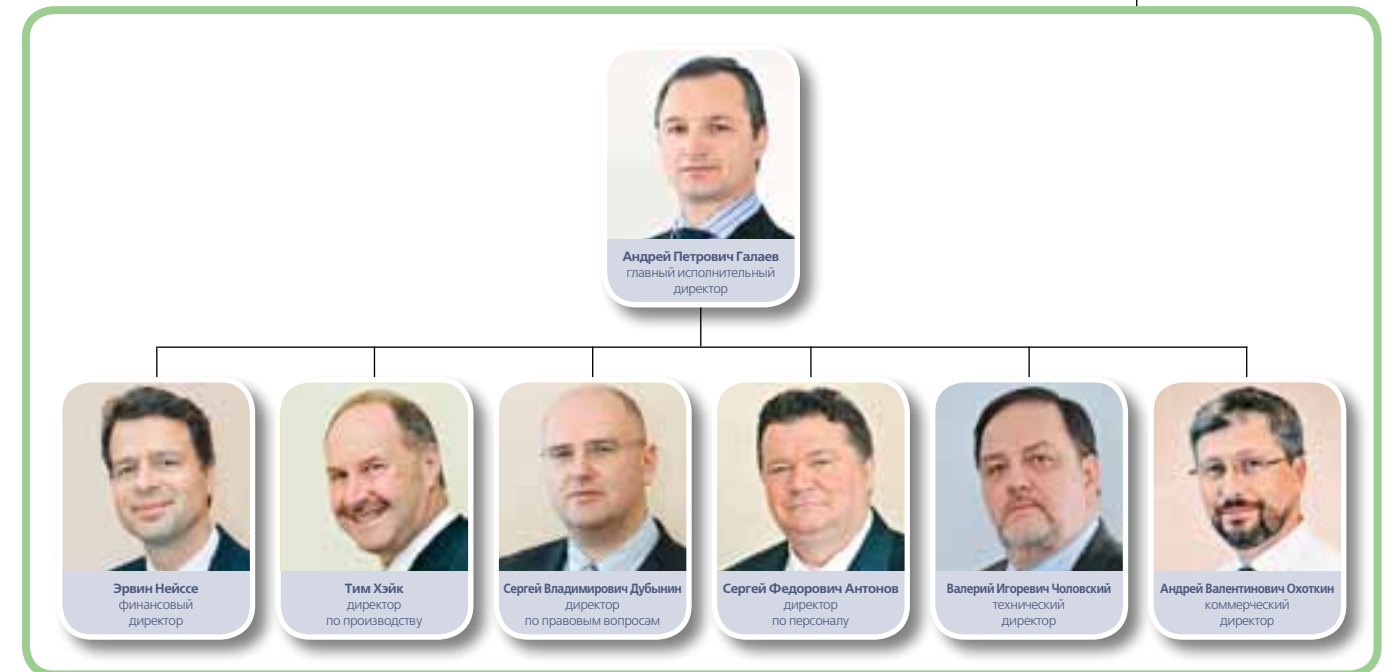 Андрей Петрович Галаев
главный исполнительный
директор
Эрвин Нейссе
финансовый
директор
Тим Хэйк
директор
по производству
Сергей Владимирович Дубынин
директор
по правовым вопросам
Сергей Федорович Антонов
директор
по персоналу
Валерий Игоревич Чоловский
технический
директор
Андрей Валентинович Охоткин
коммерческий
директор